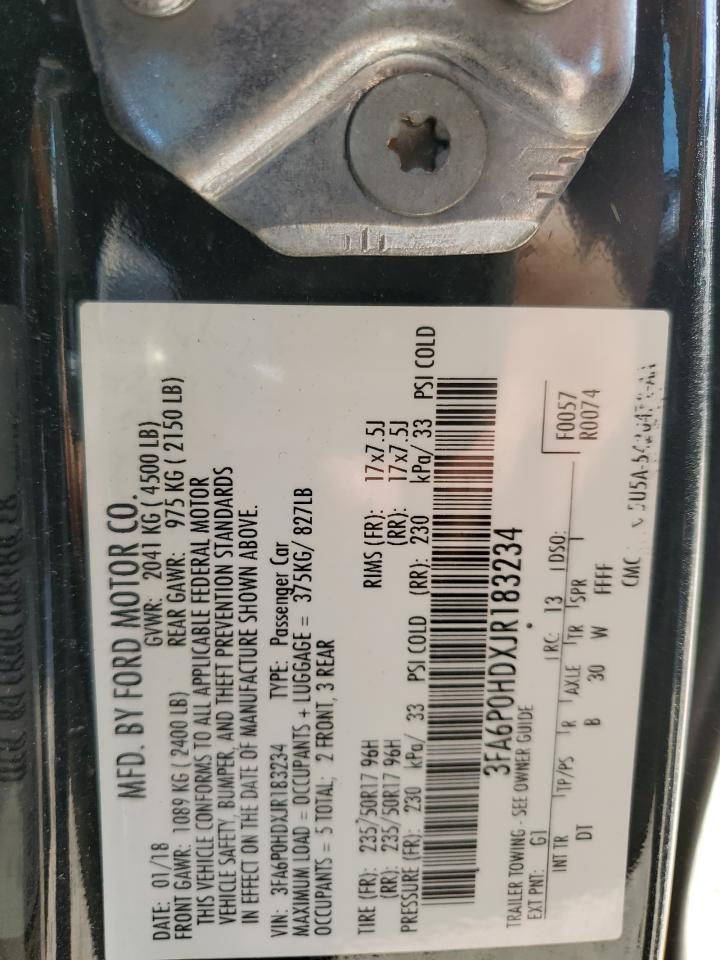 MFD. BY FORD MOTOR CO.
DATE: 01/18 GVWR: 2041 KG ( 4500 LB)
FRONT GAWR: 1089 KG ( 2400 LB) REAR GAWR: 975 KG ( 2150 LB)
THIS VEHICLE CONFORMS TO ALL APPLICABLE FEDERAL MOTOR
VEHICLE SAFETY, BUMPER, AND THEFT PREVENTION STANDARDS
IN EFFECT ON THE DATE OF MANUFACTURE SHOWN ABOVE.
VIN: 3FA6P0HDXJR183234 TYPE: Passenger Car
MAXIMUM LOAD = OCCUPANTS + LUGGAGE = 375KG/ 827LB
OCCUPANTS = 5 TOTAL; 2 FRONT, 3 REAR
TIRE (FR): 235/50R17 96H RIMS (FR): 17x7.5J
(RR): 235/50R17 96H (RR): 17x7.5J
PRESSURE (FR): 230 kPa/ 33 PSI COLD (RR): 230 kPa/ 33 PSI COLD
3FA6P0HDXJR183234
TRAILER TOWING - SEE OWNER GUIDE
EXT PNT: G1 RC: 13 DSO: F0057
R0074
INT TR TP/PS R AXLE TR SPR
DT B 30 W FFFF I
CMC